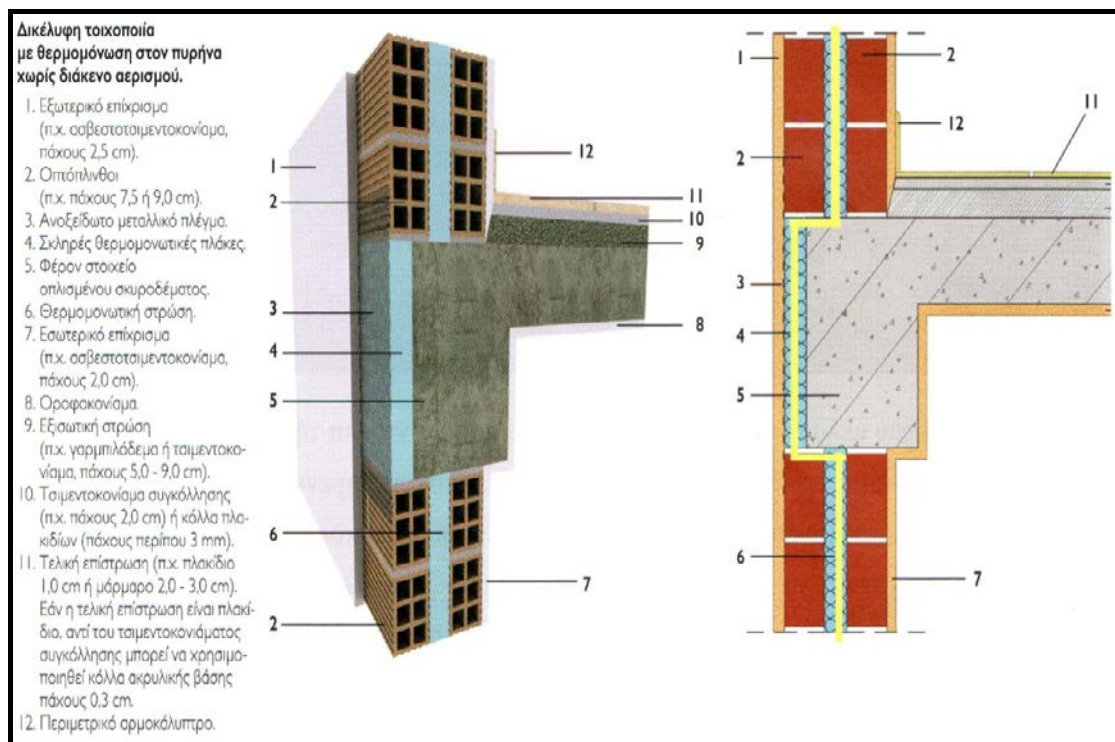 Δικέλυφη τοιχοποιία
με θερμομόνωση στον πυρήνα
χωρίς διάκενο αερισμού.
1. Εξωτερικό επίχρισμα
(π.χ. ασβεστοτσιμεντοκονίαμα,
πάχους 2,5 cm).
2. Οπτόπλινθοι
(π.χ. πάχους 7,5 ή 9,0 cm).
3. Ανοξείδωτο μεταλλικό πλέγμα.
4. Σκληρές θερμομονωτικές πλάκες.
5. Φέρον στοιχείο
οπλισμένου σκυροδέματος.
6. Θερμομονωτική στρώση.
7. Εσωτερικό επίχρισμα
(π.χ. ασβεστοτσιμεντοκονίαμα,
πάχους 2,0 cm).
8. Οροφοκονίαμα.
9. Εξισωτική στρώση
(π.χ. γαρμπιλόδεμα ή τσιμεντοκο-
νίαμα, πάχους 5,0 - 9,0 cm).
10. Τσιμεντοκονίαμα συγκόλλησης
(π.χ. πάχους 2,0 cm) ή κόλλα πλα-
κιδίων (πάχους περίπου 3 mm).
11. Τελική επίστρωση (π.χ. πλακίδιο
1,0 cm ή μάρμαρο 2,0 - 3,0 cm).
Εάν η τελική επίστρωση είναι πλακί-
διο, αντί του τσιμεντοκονιάματος
συγκόλλησης μπορεί να χρησιμο-
ποιηθεί κόλλα ακρυλικής βάσης
πάχους 0,3 cm.
12. Περιμετρικό αρμοκάλυπτρο.
1
2
3
4
5
6
2
12
11
10
9
8
7
1
2
3
4
5
6
2
12
11
7